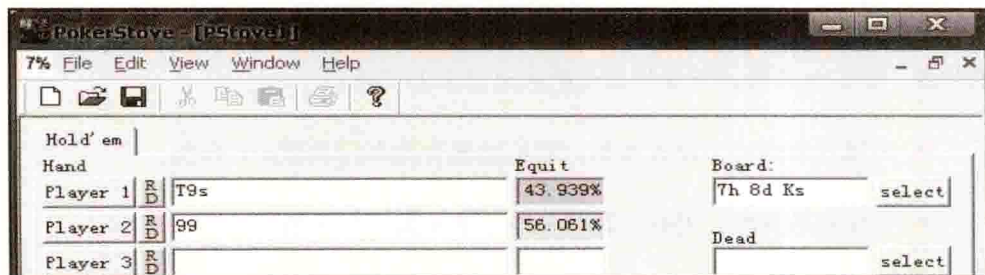 PokerStove - [PStove1]
7% File Edit View Window Help
Hold'em
Hand Equit Board:
Player 1 R D T9s 43.939% 7h 8d Ks select
Player 2 R D 99 56.061% Dead
Player 3 R D select